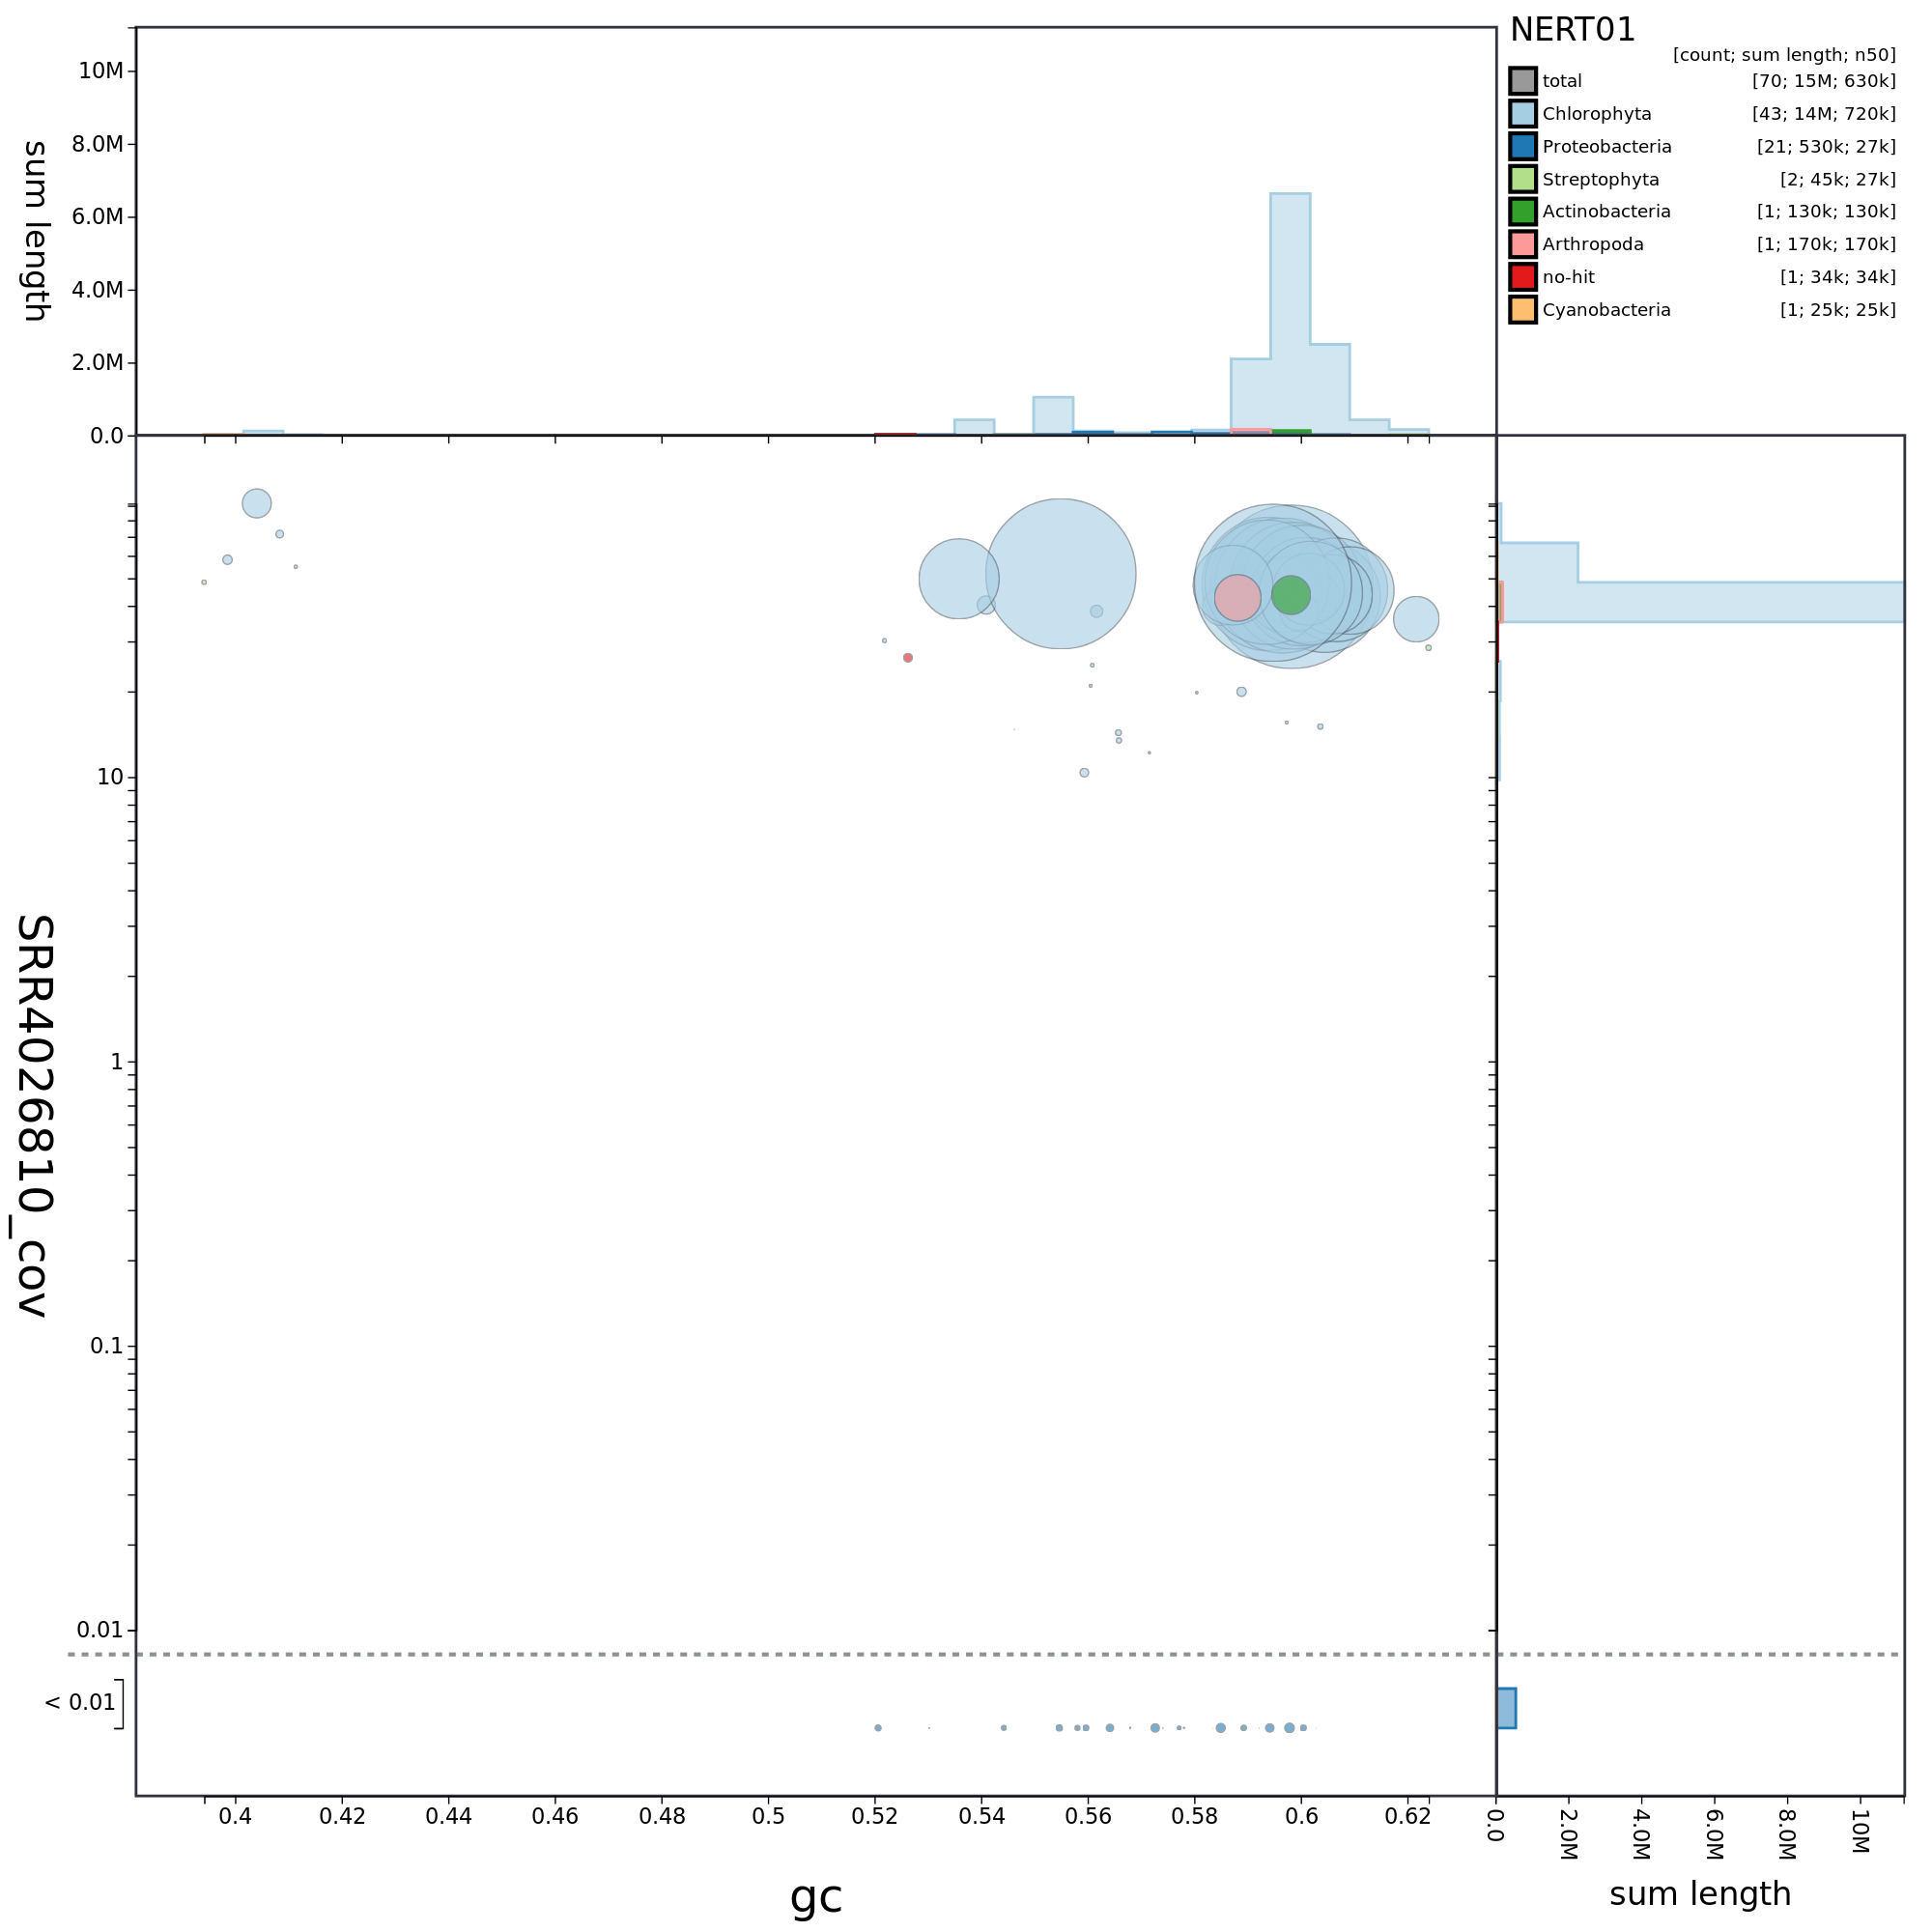 NERT01
[count; sum length; n50]
total [70; 15M; 630k]
Chlorophyta [43; 14M; 720k]
Proteobacteria [21; 530k; 27k]
Streptophyta [2; 45k; 27k]
Actinobacteria [1; 130k; 130k]
Arthropoda [1; 170k; 170k]
no-hit [1; 34k; 34k]
Cyanobacteria [1; 25k; 25k]
sum length
10M
8.0M
6.0M
4.0M
2.0M
0.0
SRR4026810_cov
10
1
0.1
0.01
< 0.01
0.4 0.42 0.44 0.46 0.48 0.5 0.52 0.54 0.56 0.58 0.6 0.62
gc
0.0 2.0M 4.0M 6.0M 8.0M 10M
sum length